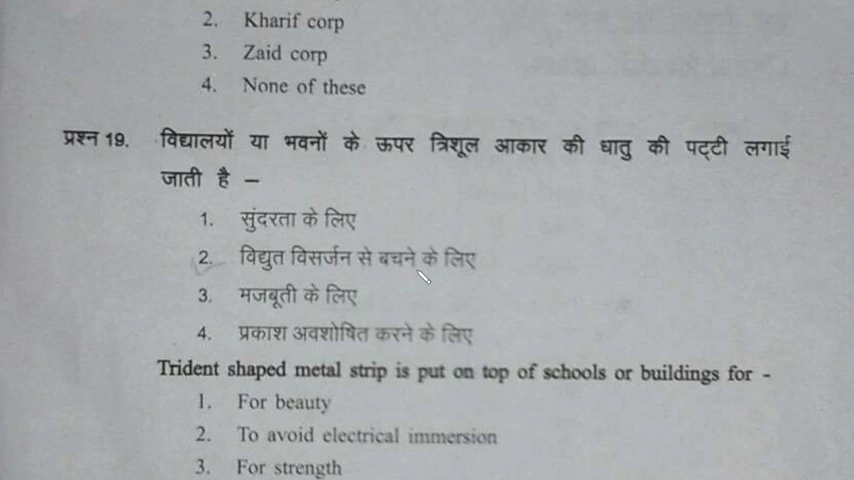 2. Kharif corp
3. Zaid corp
4. None of these
प्रश्न 19. विद्यालयों या भवनों के ऊपर त्रिशूल आकार की धातु की पट्टी लगाई
जाती है –
1. सुंदरता के लिए
2. विद्युत विसर्जन से बचने के लिए
3. मजबूती के लिए
4. प्रकाश अवशोषित करने के लिए
Trident shaped metal strip is put on top of schools or buildings for -
1. For beauty
2. To avoid electrical immersion
3. For strength